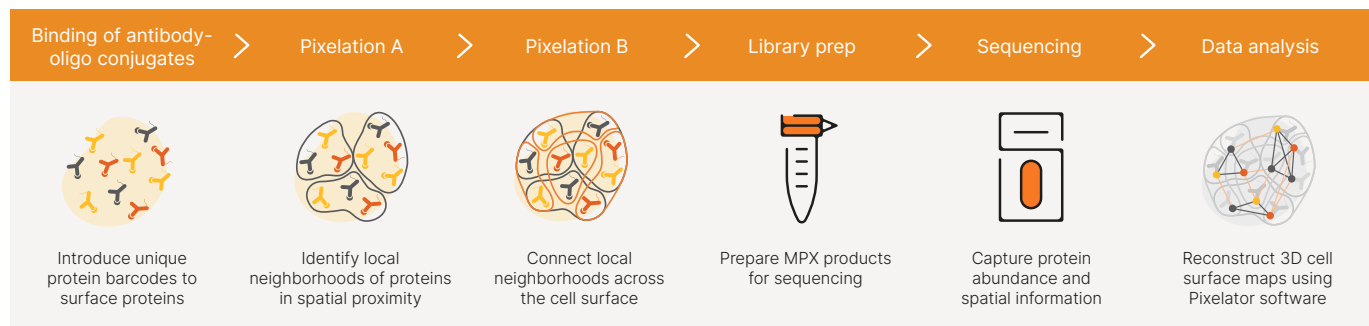 Binding of antibody-
oligo conjugates
Pixelation A
Pixelation B
Library prep
Sequencing
Data analysis
Introduce unique
protein barcodes to
surface proteins
Identify local
neighborhoods of proteins
in spatial proximity
Connect local
neighborhoods across
the cell surface
Prepare MPX products
for sequencing
Capture protein
abundance and
spatial information
Reconstruct 3D cell
surface maps using
Pixelator software